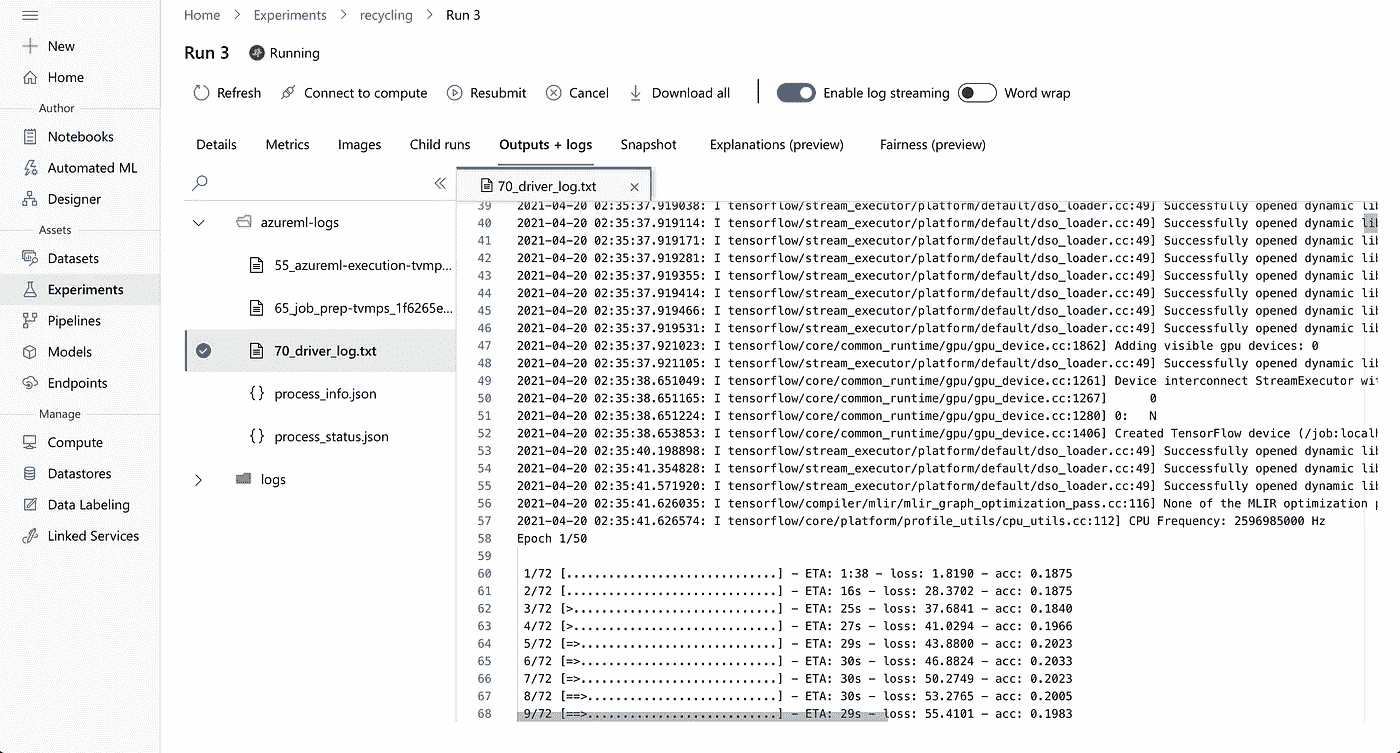 Home > Experiments > recycling > Run 3
Run 3 Running
Refresh Connect to compute Resubmit Cancel Download all Enable log streaming Word wrap
Details Metrics Images Child runs Outputs + logs Snapshot Explanations (preview) Fairness (preview)
New
Home
Author
Notebooks
Automated ML
Designer
Assets
Datasets
Experiments
Pipelines
Models
Endpoints
Manage
Compute
Datastores
Data Labeling
Linked Services
azureml-logs
55_azureml-execution-tvmp...
65_job_prep-tvmps_1f6265e...
70_driver_log.txt
process_info.json
process_status.json
logs
70_driver_log.txt ×
39 2021-04-20 02:35:37.919038: I tensorflow/stream_executor/platform/default/dso_loader.cc:49] Successfully opened dynamic lib
40 2021-04-20 02:35:37.919114: I tensorflow/stream_executor/platform/default/dso_loader.cc:49] Successfully opened dynamic lib
41 2021-04-20 02:35:37.919171: I tensorflow/stream_executor/platform/default/dso_loader.cc:49] Successfully opened dynamic lib
42 2021-04-20 02:35:37.919281: I tensorflow/stream_executor/platform/default/dso_loader.cc:49] Successfully opened dynamic lib
43 2021-04-20 02:35:37.919355: I tensorflow/stream_executor/platform/default/dso_loader.cc:49] Successfully opened dynamic lib
44 2021-04-20 02:35:37.919414: I tensorflow/stream_executor/platform/default/dso_loader.cc:49] Successfully opened dynamic lib
45 2021-04-20 02:35:37.919466: I tensorflow/stream_executor/platform/default/dso_loader.cc:49] Successfully opened dynamic lib
46 2021-04-20 02:35:37.919531: I tensorflow/stream_executor/platform/default/dso_loader.cc:49] Successfully opened dynamic lib
47 2021-04-20 02:35:37.921023: I tensorflow/core/common_runtime/gpu/gpu_device.cc:1862] Adding visible gpu devices: 0
48 2021-04-20 02:35:37.921105: I tensorflow/stream_executor/platform/default/dso_loader.cc:49] Successfully opened dynamic lib
49 2021-04-20 02:35:38.651049: I tensorflow/core/common_runtime/gpu/gpu_device.cc:1261] Device interconnect StreamExecutor wit
50 2021-04-20 02:35:38.651165: I tensorflow/core/common_runtime/gpu/gpu_device.cc:1267]      0
51 2021-04-20 02:35:38.651224: I tensorflow/core/common_runtime/gpu/gpu_device.cc:1280] 0:   N
52 2021-04-20 02:35:38.653853: I tensorflow/core/common_runtime/gpu/gpu_device.cc:1406] Created TensorFlow device (/job:local
53 2021-04-20 02:35:40.198898: I tensorflow/stream_executor/platform/default/dso_loader.cc:49] Successfully opened dynamic lib
54 2021-04-20 02:35:41.354828: I tensorflow/stream_executor/platform/default/dso_loader.cc:49] Successfully opened dynamic lib
55 2021-04-20 02:35:41.571920: I tensorflow/stream_executor/platform/default/dso_loader.cc:49] Successfully opened dynamic lib
56 2021-04-20 02:35:41.626035: I tensorflow/compiler/mlir/mlir_graph_optimization_pass.cc:116] None of the MLIR optimization p
57 2021-04-20 02:35:41.626574: I tensorflow/core/platform/profile_utils/cpu_utils.cc:112] CPU Frequency: 2596985000 Hz
58 Epoch 1/50
59
60 1/72 [..............................] - ETA: 1:38 - loss: 1.8190 - acc: 0.1875
61 2/72 [..............................] - ETA: 16s - loss: 28.3702 - acc: 0.1875
62 3/72 [>.............................] - ETA: 25s - loss: 37.6841 - acc: 0.1840
63 4/72 [>.............................] - ETA: 27s - loss: 41.0294 - acc: 0.1966
64 5/72 [=>............................] - ETA: 29s - loss: 43.8800 - acc: 0.2023
65 6/72 [=>............................] - ETA: 30s - loss: 46.8824 - acc: 0.2033
66 7/72 [=>............................] - ETA: 30s - loss: 50.2749 - acc: 0.2023
67 8/72 [==>...........................] - ETA: 30s - loss: 53.2765 - acc: 0.2005
68 9/72 [==>...........................] - ETA: 29s - loss: 55.4101 - acc: 0.1983